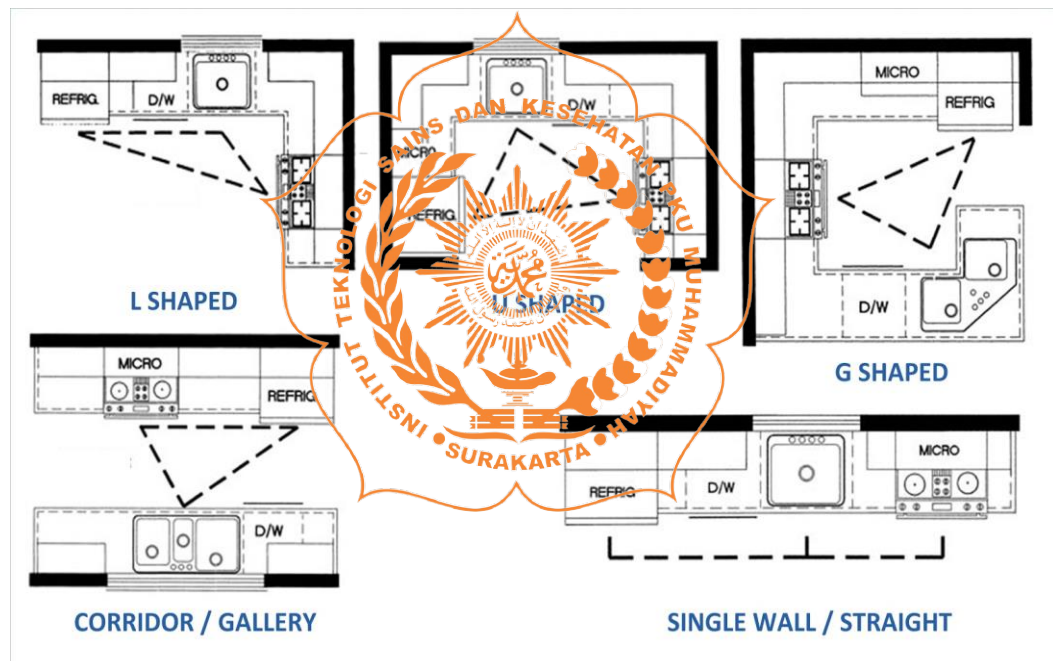 REFRIG.
D/W
L SHAPED
D/W
MICRO
REFRIG
U SHAPED
MICRO
REFRIG
D/W
G SHAPED
MICRO
REFRIG
D/W
CORRIDOR / GALLERY
REFRIG
D/W
MICRO
SINGLE WALL / STRAIGHT
INSTITUT TEKNOLOGI SAINS DAN KESEHATAN PKU MUHAMMADIYAH
SURAKARTA
محمدية